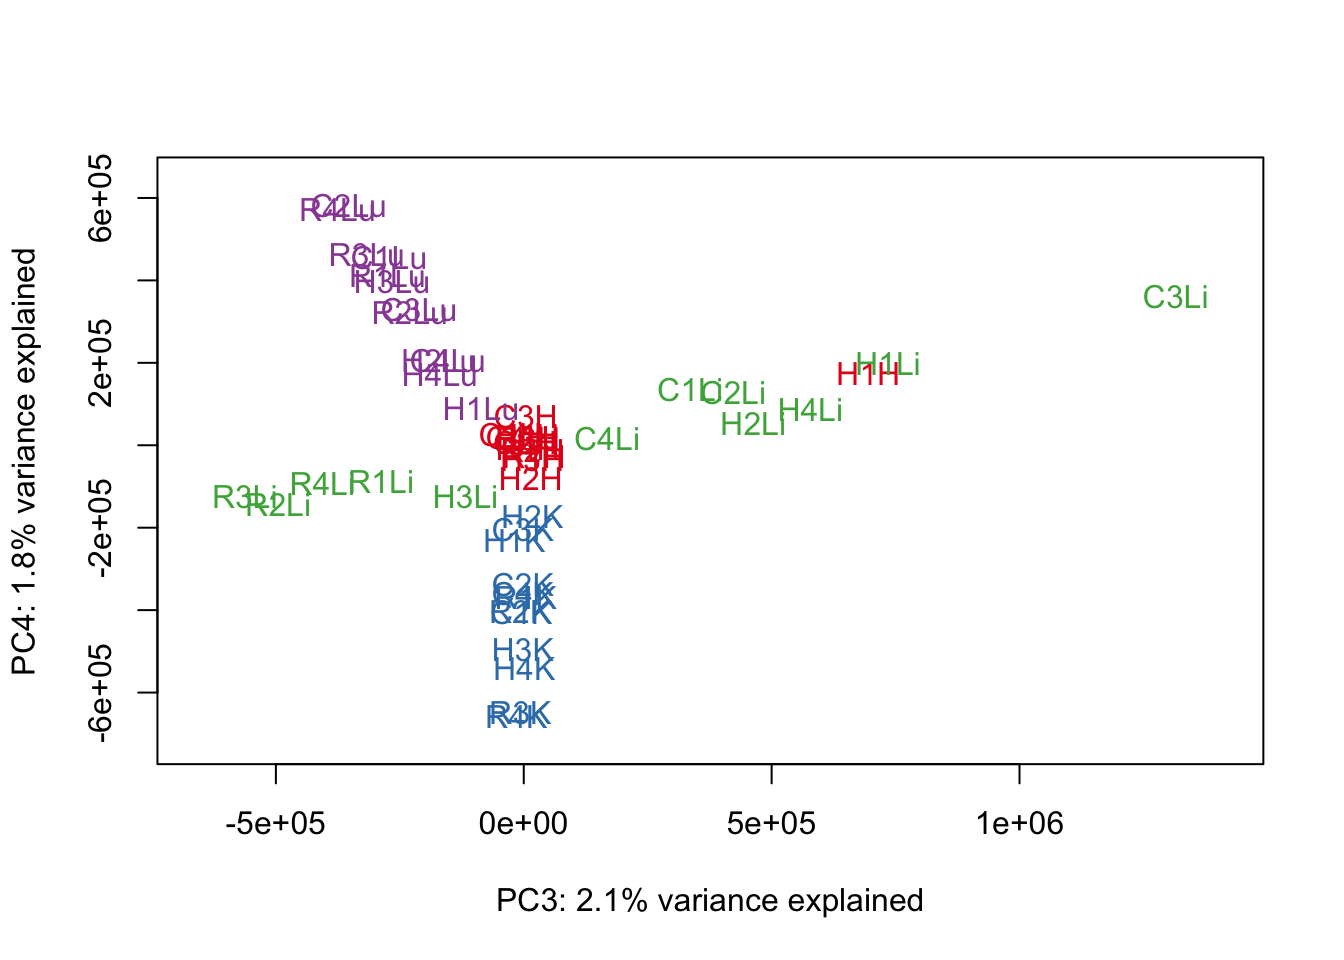 6e+05
2e+05
-2e+05
-6e+05
PC4: 1.8% variance explained
C2Lu
R4Lu
R3Lu
C1Lu
R1Lu
H3Lu
C3Lu
R2Lu
H2Lu
C4Lu
H4Lu
H1Lu
C3H
H2H
C3Li
H1Li
H1H
C1Li
C2Li
H4Li
H2Li
C4Li
R3Li
R2Li
R4Li
R1Li
H3Li
H2K
C3K
H1K
C2K
H3K
H4K
R3K
R4K
-5e+05
0e+00
5e+05
1e+06
PC3: 2.1% variance explained